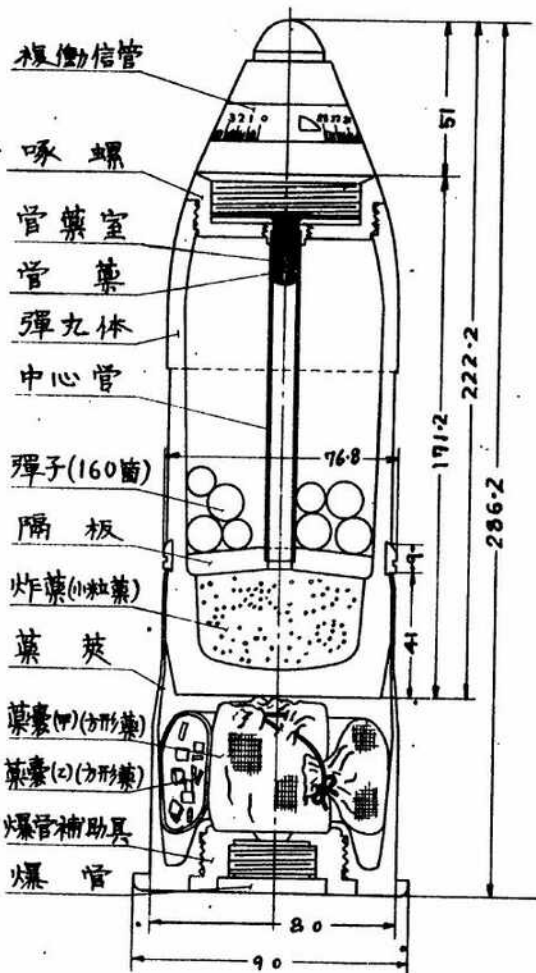 複働信管
3210
啄螺
管薬室
管薬
彈丸体
中心管
彈子(160箇)
隔板
炸薬(小粒薬)
薬莢
薬嚢(甲)(方形薬)
薬嚢(乙)(方形薬)
爆管補助具
爆管
51
171.2
222.2
286.2
76.8
9
41
80
90